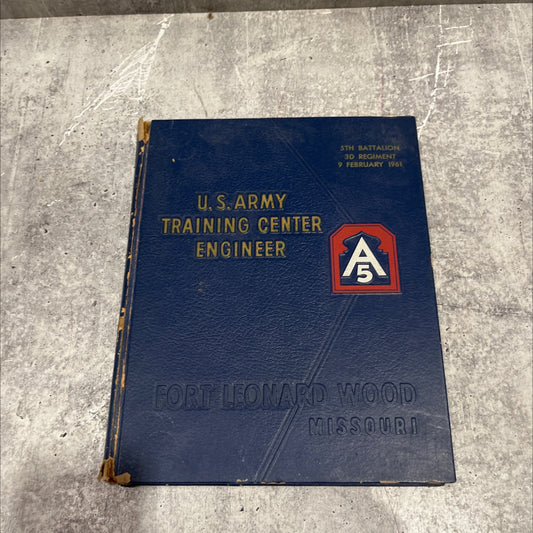 5TH BATTALION
3D REGIMENT
9 FEBRUARY 1961
U.S. ARMY
TRAINING CENTER
ENGINEER
A
5
FORT LEONARD WOOD
MISSOURI